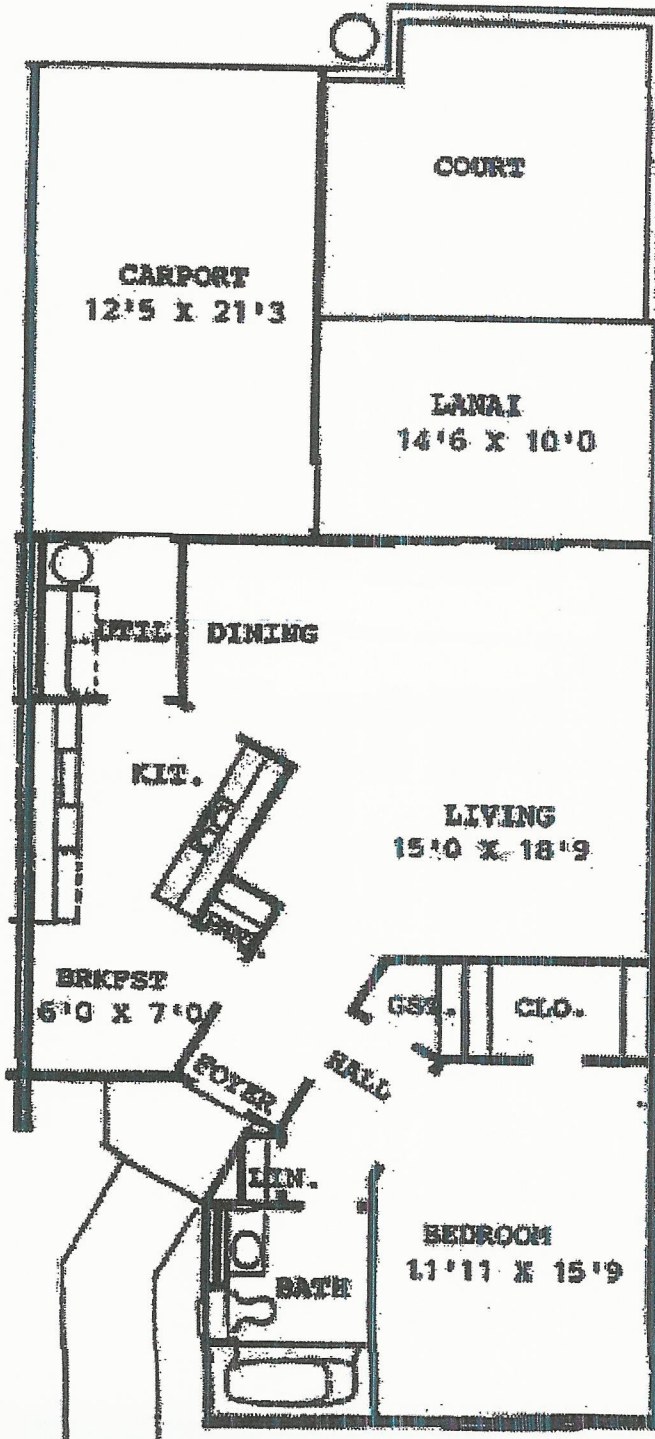 COURT
CARPORT
12'5 X 21'3
LANAI
14'6 X 10'0
UTIL
DINING
KIT.
LIVING
15'0 X 18'9
BRKFST
6'0 X 7'0
CLO.
FOYER
HALL
LIN.
BEDROOM
11'11 X 15'9
BATH